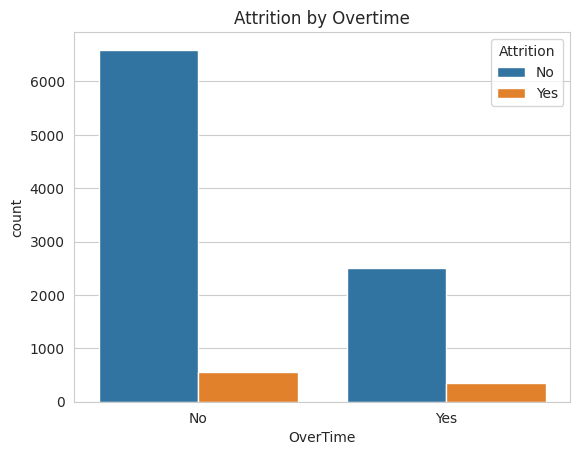 Attrition by Overtime
Attrition
No
Yes
6000
5000
4000
3000
2000
1000
0
count
No
Yes
OverTime